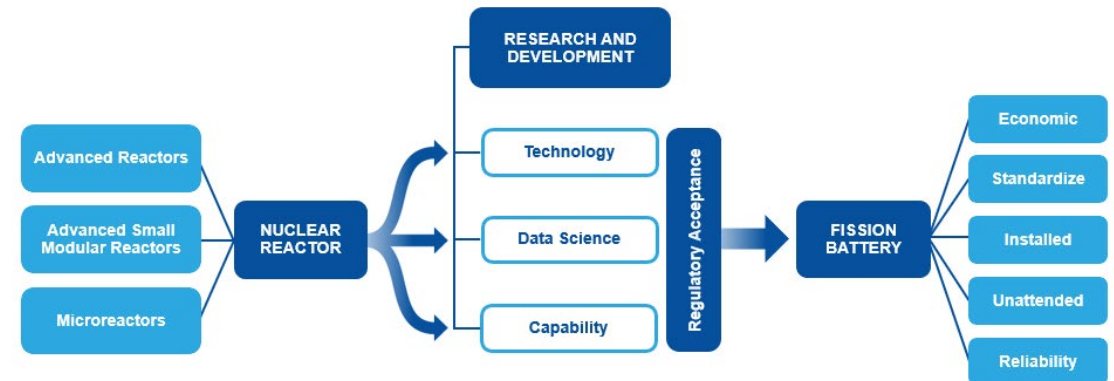 Advanced Reactors
Advanced Small
Modular Reactors
Microreactors
NUCLEAR
REACTOR
RESEARCH AND
DEVELOPMENT
Technology
Data Science
Capability
Regulatory Acceptance
FISSION
BATTERY
Economic
Standardize
Installed
Unattended
Reliability